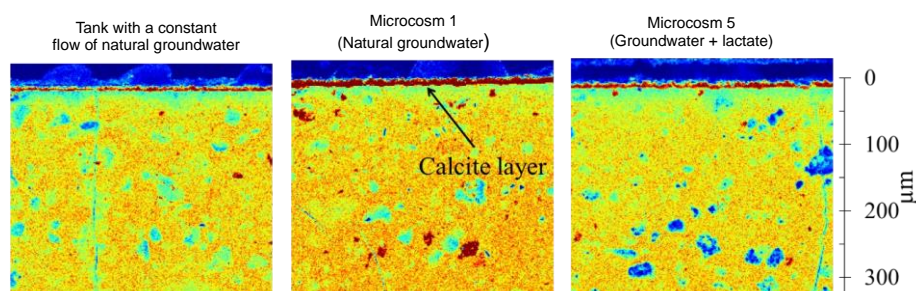 Tank with a constant
flow of natural groundwater
Microcosm 1
(Natural groundwater)
Microcosm 5
(Groundwater + lactate)
Calcite layer
0
100
200
300
μm